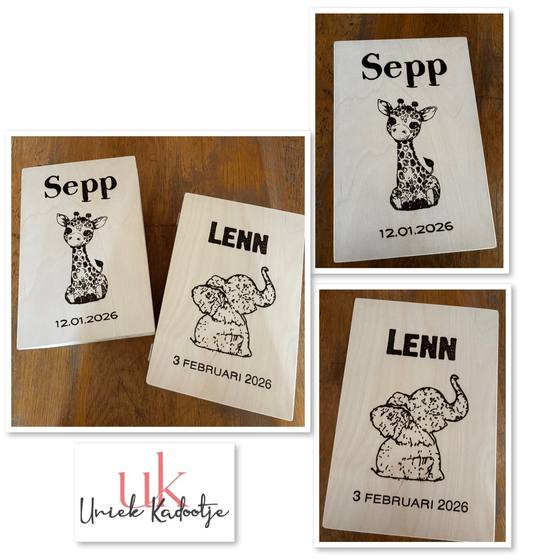 Sepp
12.01.2026
LENN
3 FEBRUARI 2026
Sepp
12.01.2026
LENN
3 FEBRUARI 2026
uk
Uniek Kadootje